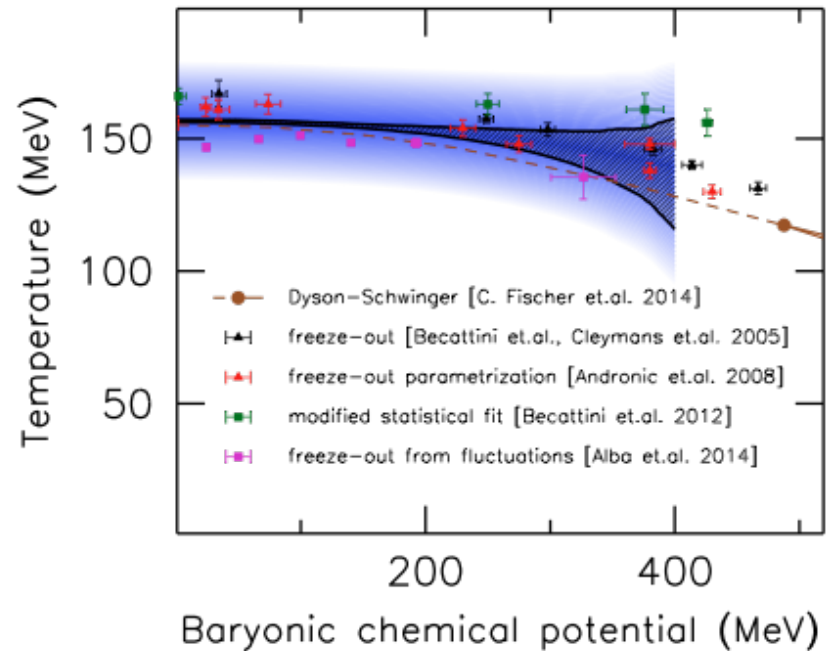 Temperature (MeV)
150
100
50
Dyson-Schwinger [C. Fischer et.al. 2014]
freeze-out [Becattini et.al., Cleymans et.al. 2005]
freeze-out parametrization [Andronic et.al. 2008]
modified statistical fit [Becattini et.al. 2012]
freeze-out from fluctuations [Alba et.al. 2014]
200 400
Baryonic chemical potential (MeV)